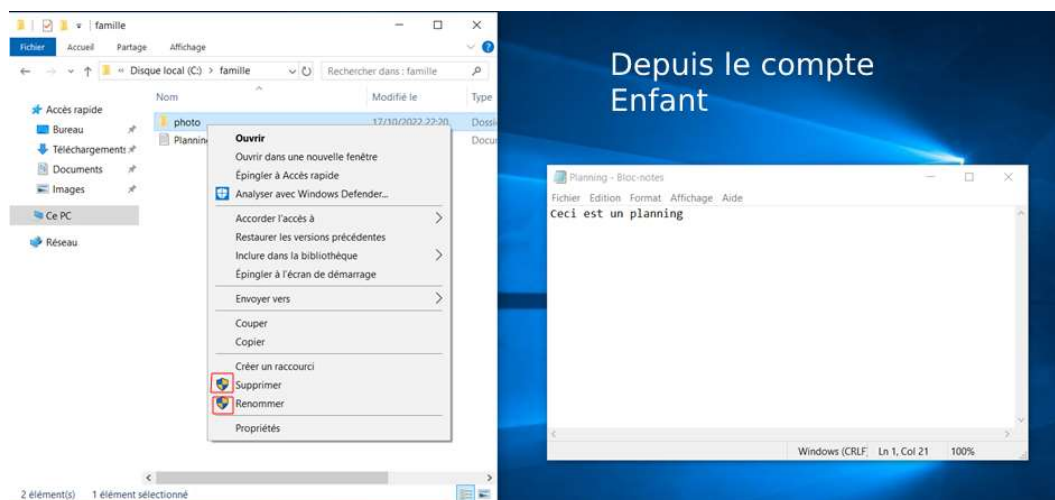 famille
Fichier Accueil Partage Affichage
« Disque local (C:) > famille
Rechercher dans : famille
Nom Modifié le Type
Accès rapide
Bureau
Téléchargements
Documents
Images
Ce PC
Réseau
photo 17/10/2022 22:20
Ouvrir
Ouvrir dans une nouvelle fenêtre
Épingler à Accès rapide
Analyser avec Windows Defender...
Accorder l'accès à
Restaurer les versions précédentes
Inclure dans la bibliothèque
Épingler à l'écran de démarrage
Envoyer vers
Couper
Copier
Créer un raccourci
Supprimer
Renommer
Propriétés
2 élément(s) 1 élément sélectionné
Depuis le compte
Enfant
Planning - Bloc-notes
Fichier Edition Format Affichage Aide
Ceci est un planning
Windows (CRLF Ln 1, Col 21 100%